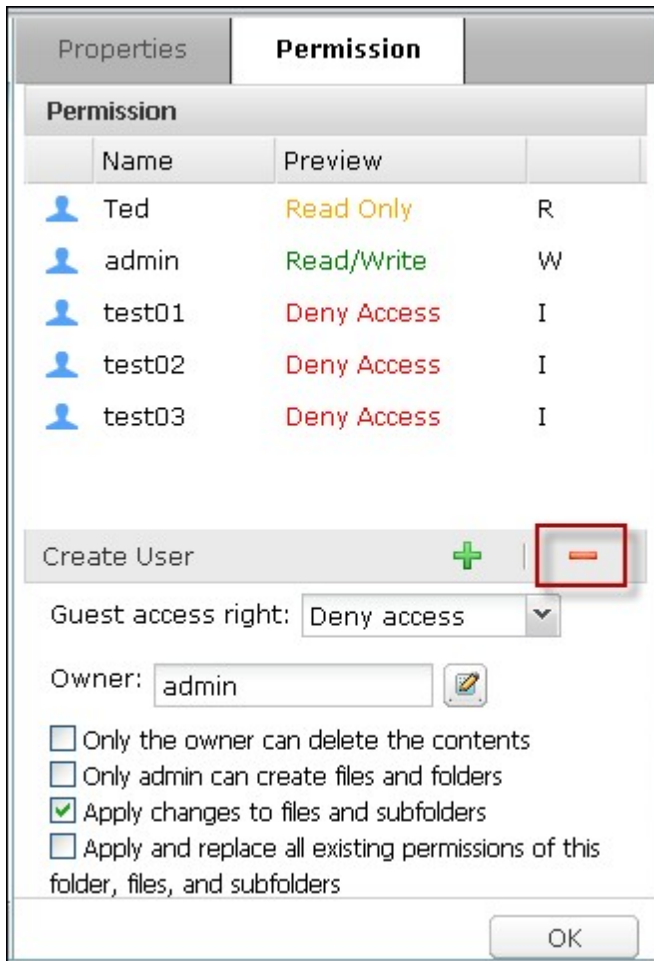 Properties Permission
Permission
Name Preview
Ted Read Only R
admin Read/Write W
test01 Deny Access I
test02 Deny Access I
test03 Deny Access I
Create User
Guest access right: Deny access
Owner: admin
Only the owner can delete the contents
Only admin can create files and folders
Apply changes to files and subfolders
Apply and replace all existing permissions of this
folder, files, and subfolders
OK